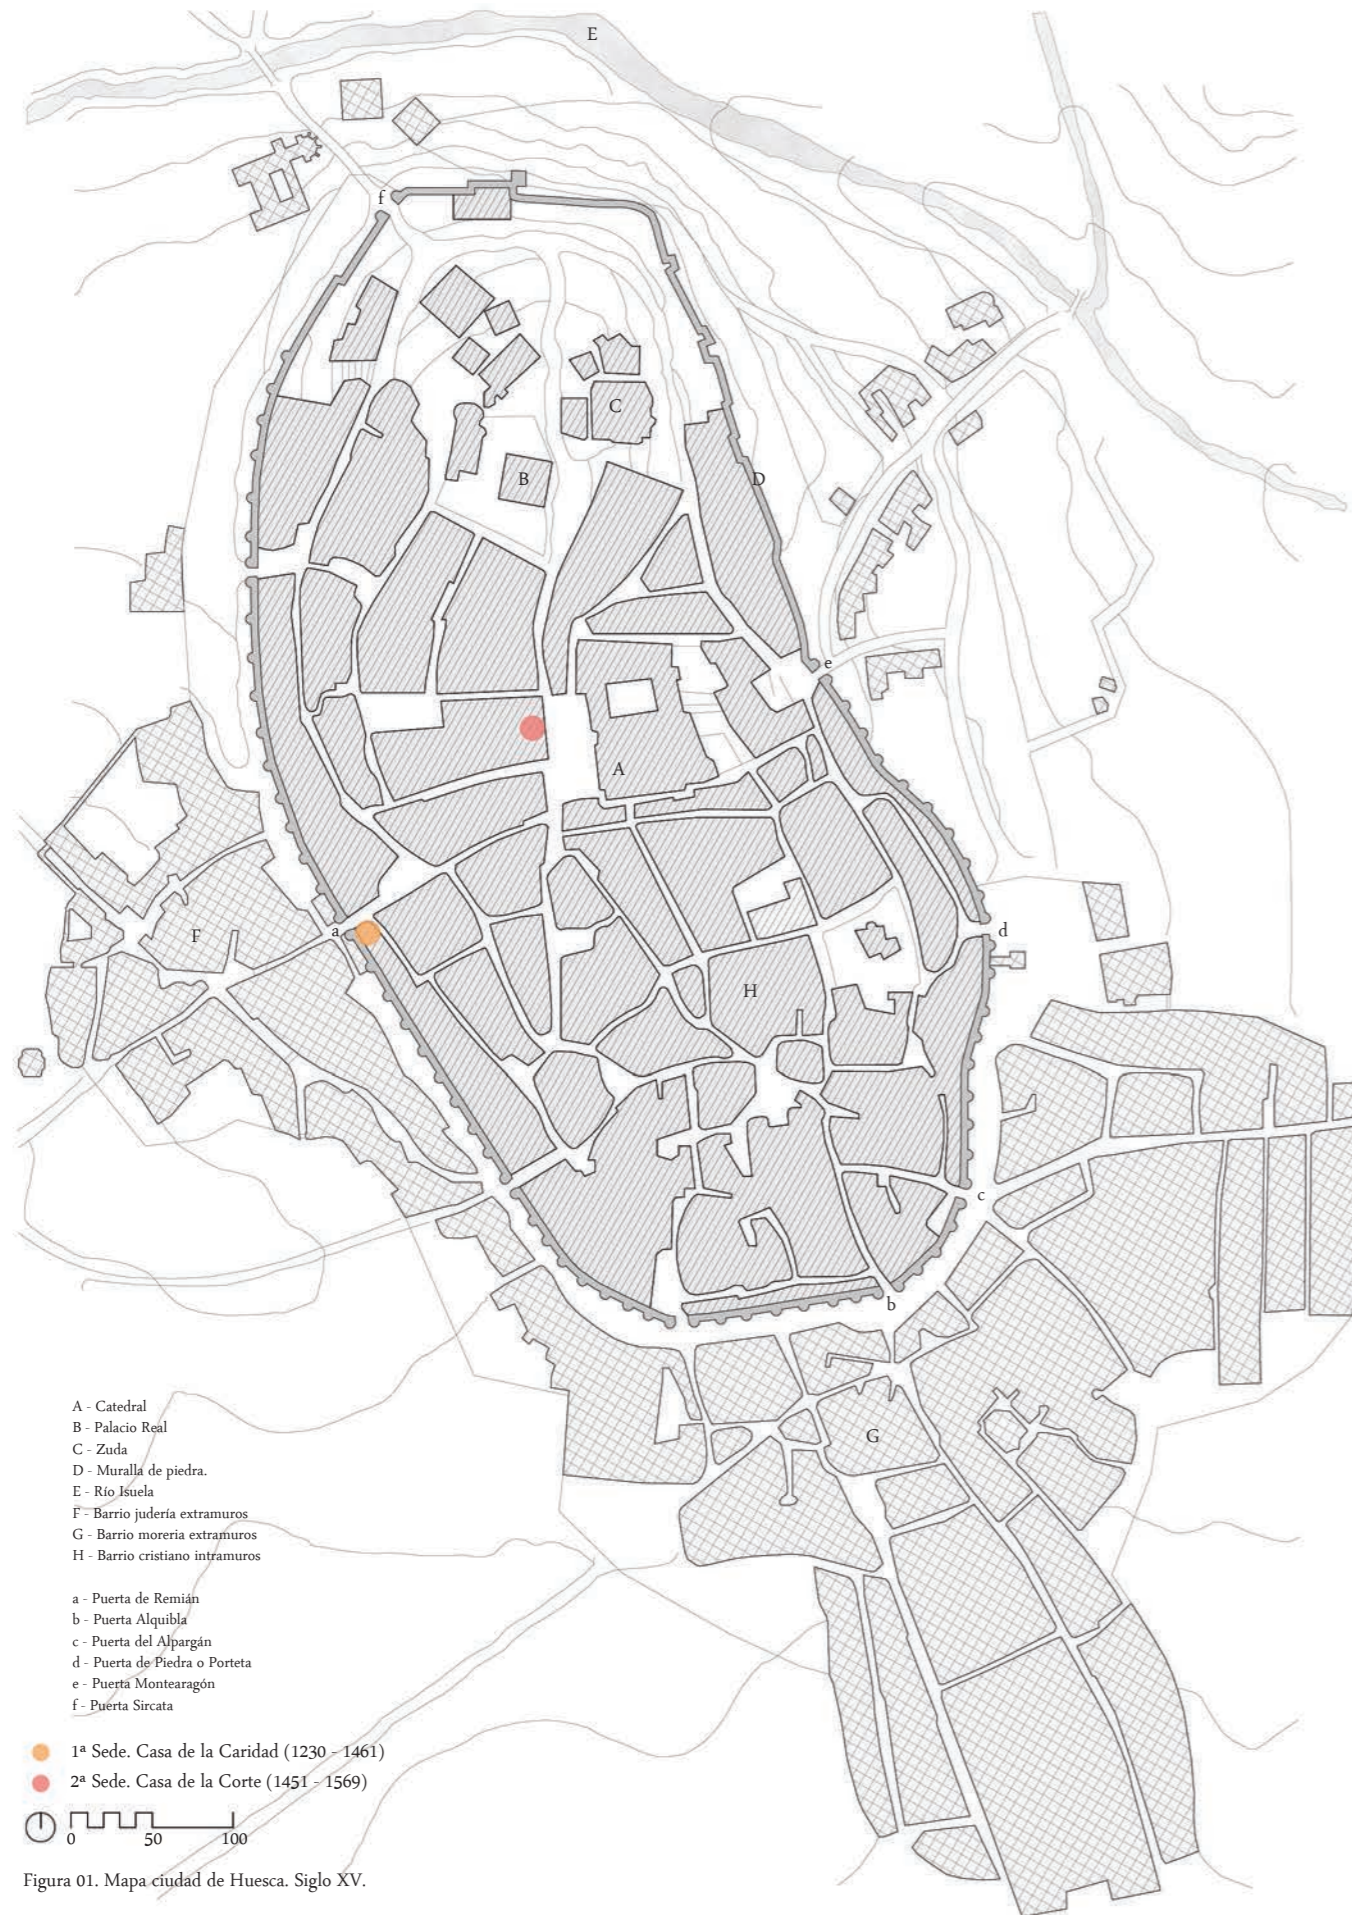 E
f
C
B
D
e
A
a
F
d
H
c
b
G
A - Catedral
B - Palacio Real
C - Zuda
D - Muralla de piedra.
E - Río Isuela
F - Barrio judería extramuros
G - Barrio moreria extramuros
H - Barrio cristiano intramuros
a - Puerta de Remián
b - Puerta Alquibla
c - Puerta del Alpargán
d - Puerta de Piedra o Porteta
e - Puerta Montearagón
f - Puerta Sircata
1ª Sede. Casa de la Caridad (1230 - 1461)
2ª Sede. Casa de la Corte (1451 - 1569)
0 50 100
Figura 01. Mapa ciudad de Huesca. Siglo XV.